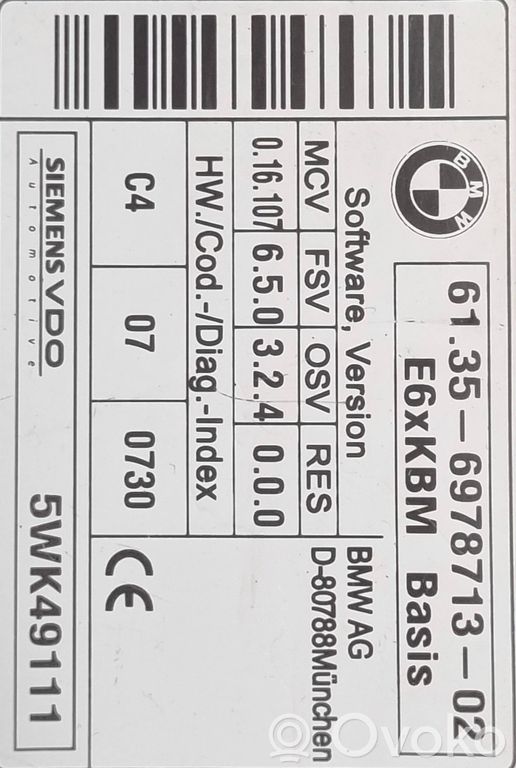 BMW
61.35-6978713-02
E6xKBM Basis
Software, Version
MCV FSV OSV RES
0.16.107 6.5.0 3.2.4 0.0.0
HW./Cod.-/Diag.-Index
C4 07 0730
BMW AG
D-80788München
CE
SIEMENS VDO
Automotive
5WK49111
Ovoko